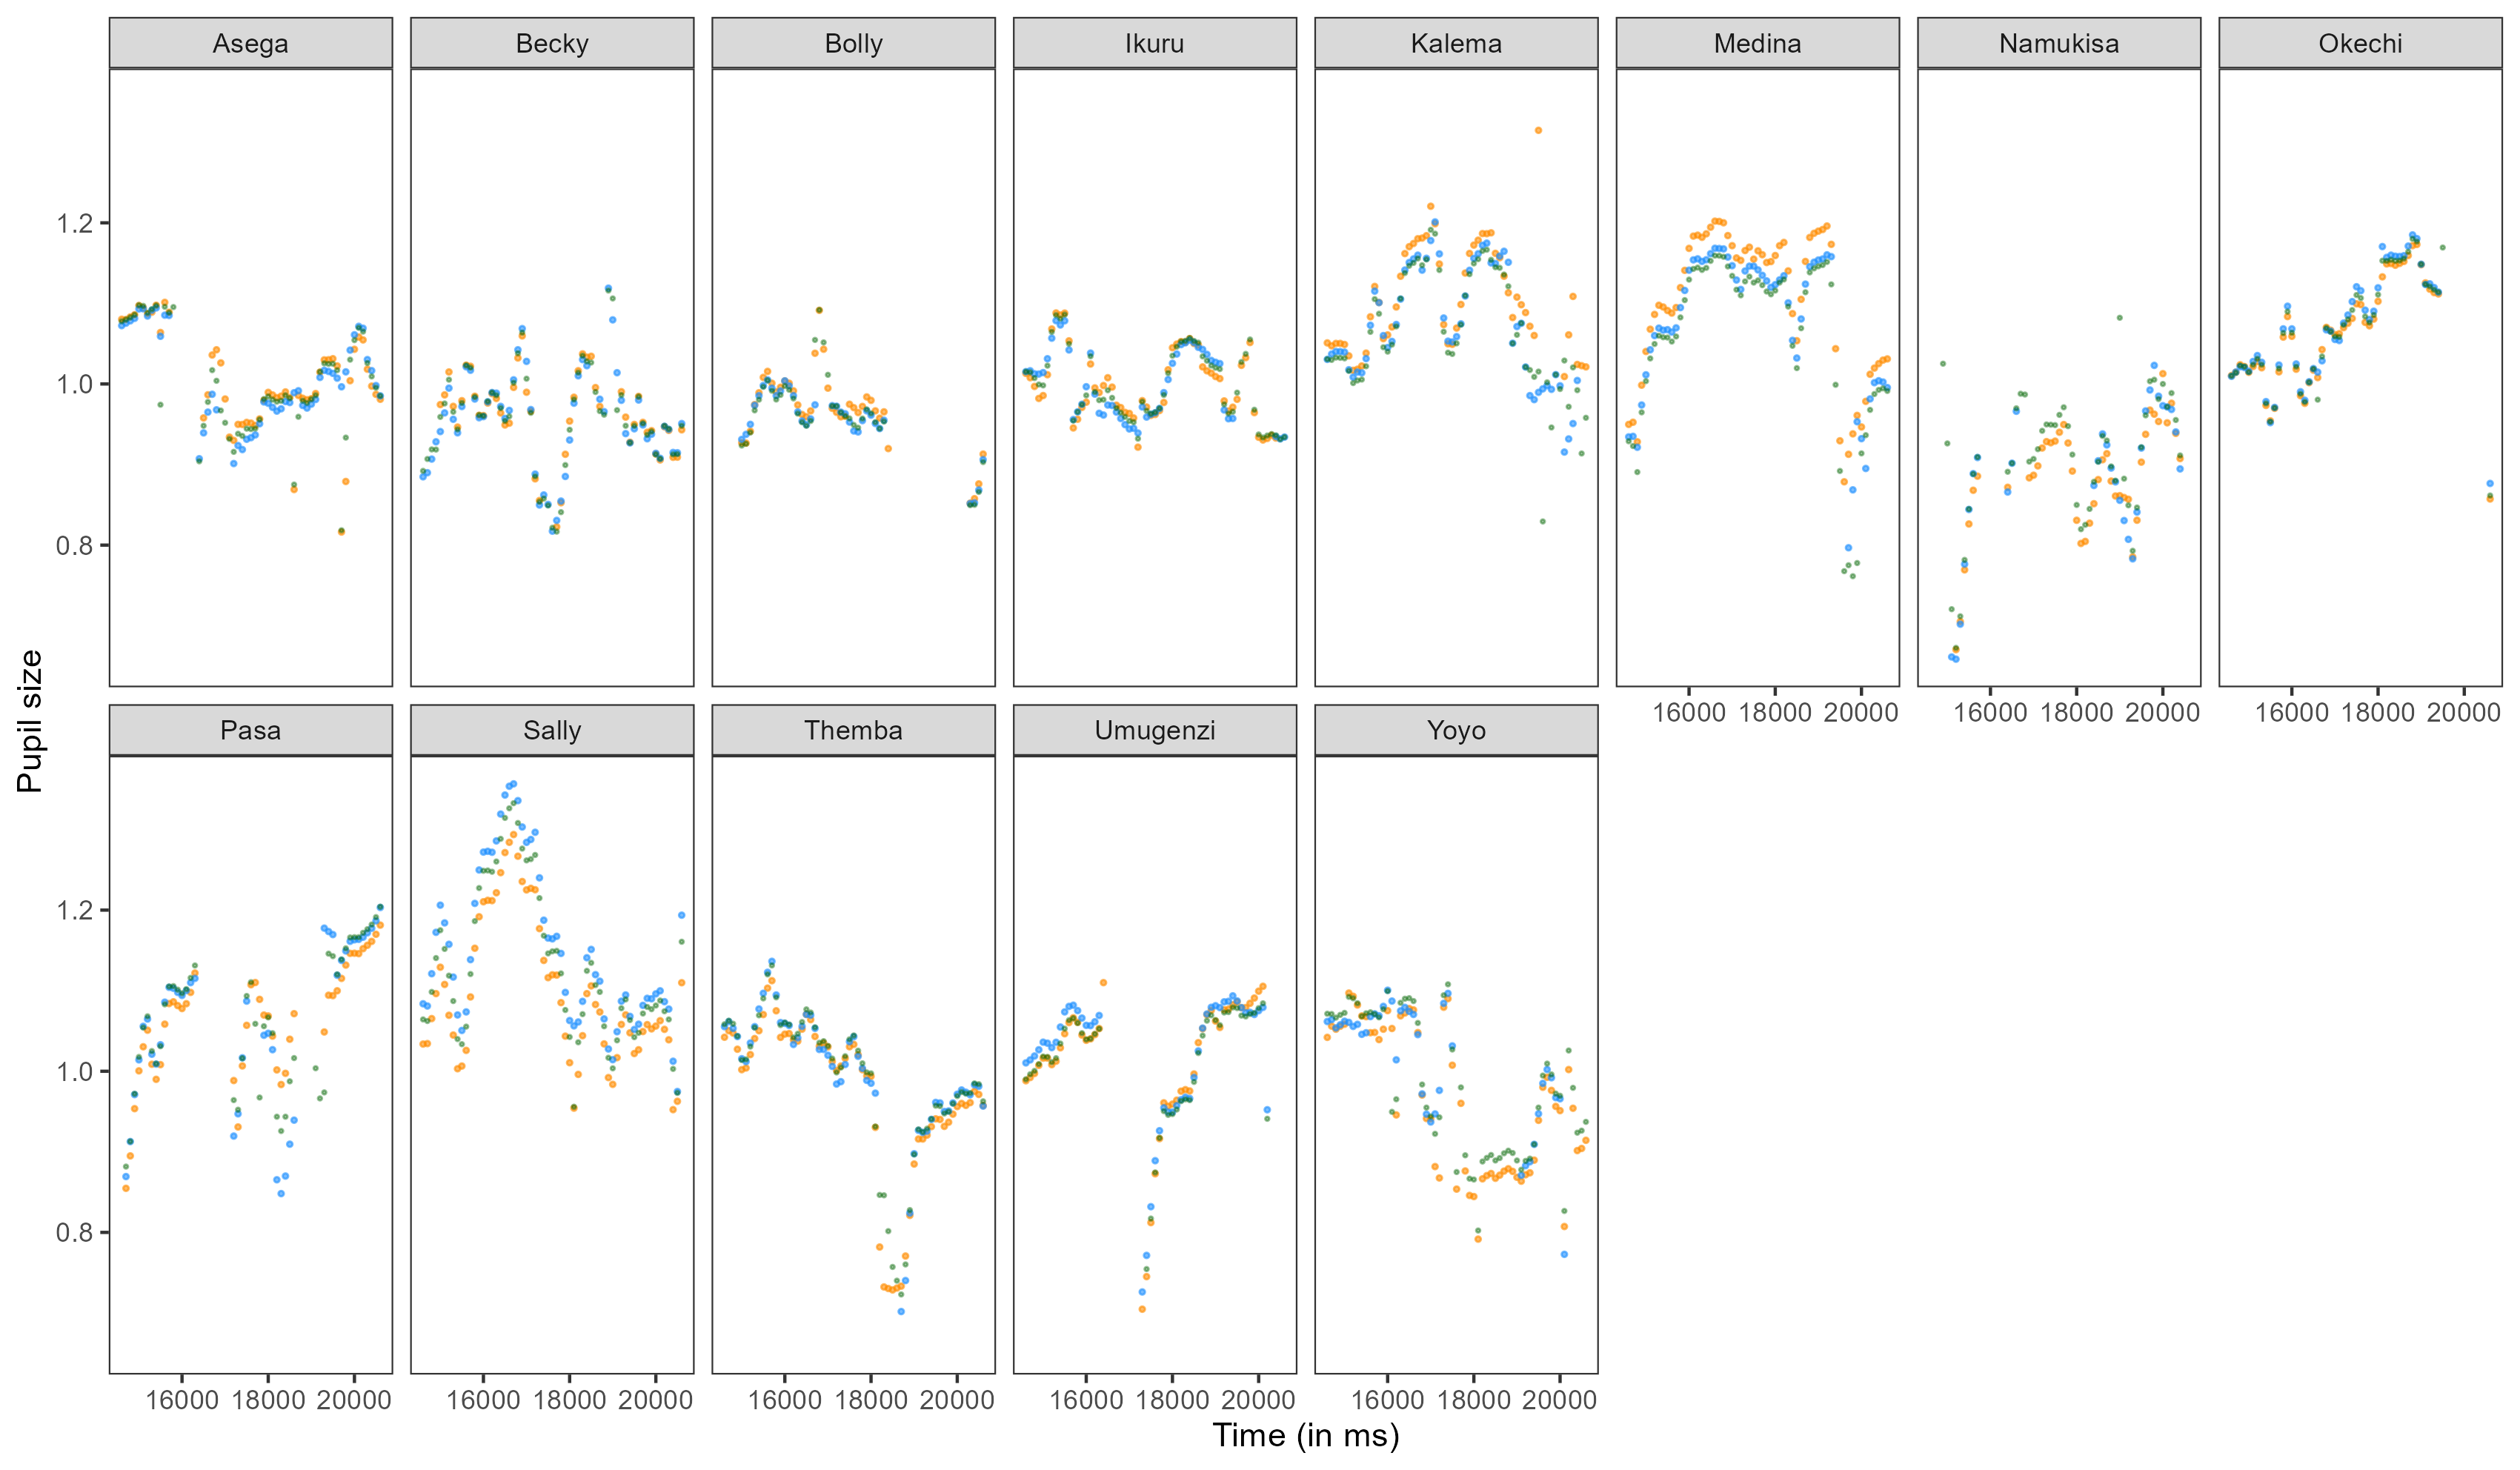 Asega Becky Bolly Ikuru Kalema Medina Namukisa Okechi
1.2
1.0
0.8
16000 18000 20000 16000 18000 20000 16000 18000 20000
Pasa Sally Themba Umugenzi Yoyo
1.2
1.0
0.8
16000 18000 20000 16000 18000 20000 16000 18000 20000 16000 18000 20000 16000 18000 20000
Pupil size
Time (in ms)